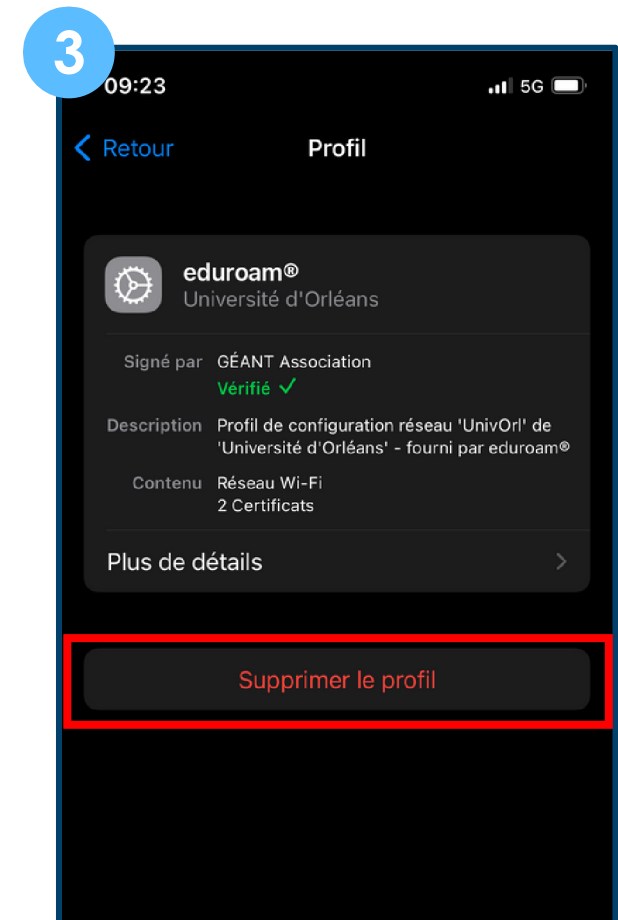 3
09:23
5G
Retour
Profil
eduroam®
Université d'Orléans
Signé par GÉANT Association
Vérifié ✓
Description Profil de configuration réseau 'UnivOrl' de
'Université d'Orléans' - fourni par eduroam®
Contenu Réseau Wi-Fi
2 Certificats
Plus de détails
Supprimer le profil